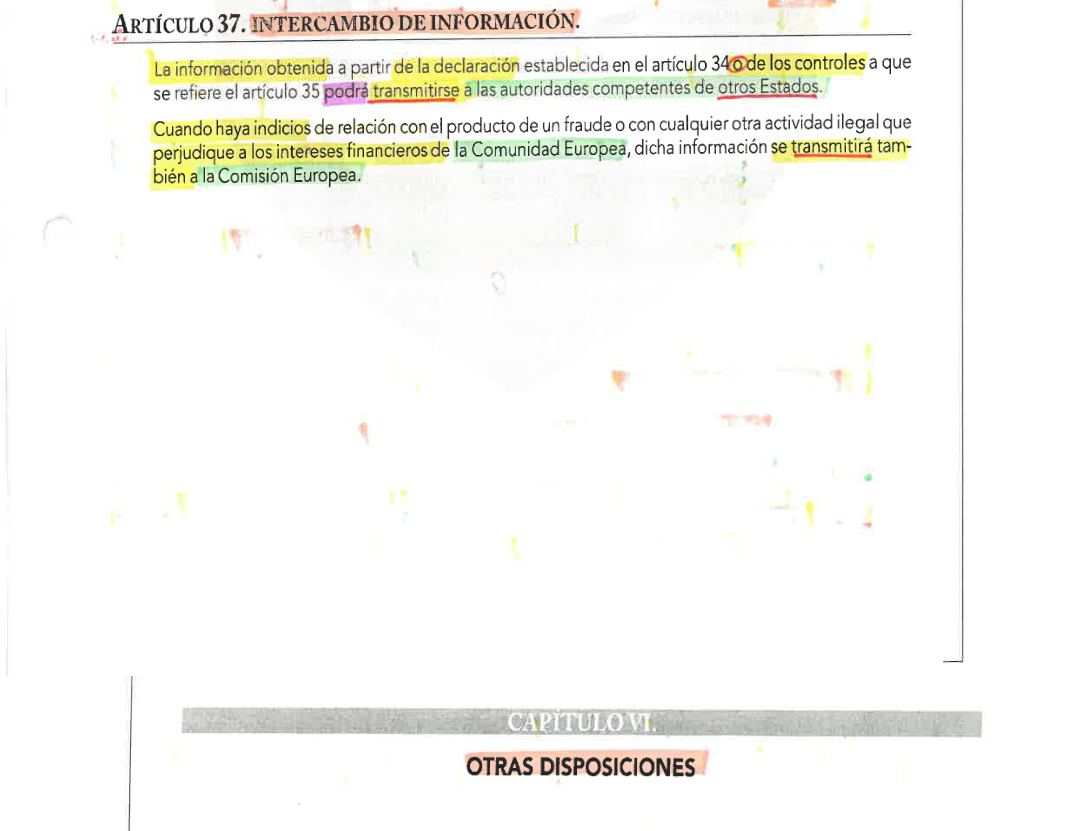 ARTÍCULO 37. INTERCAMBIO DE INFORMACIÓN.
La información obtenida a partir de la declaración establecida en el artículo 34 o de los controles a que
se refiere el artículo 35 podrá transmitirse a las autoridades competentes de otros Estados.
Cuando haya indicios de relación con el producto de un fraude o con cualquier otra actividad ilegal que
perjudique a los intereses financieros de la Comunidad Europea, dicha información se transmitirá tam-
bién a la Comisión Europea.
CAPÍTULO VI.
OTRAS DISPOSICIONES